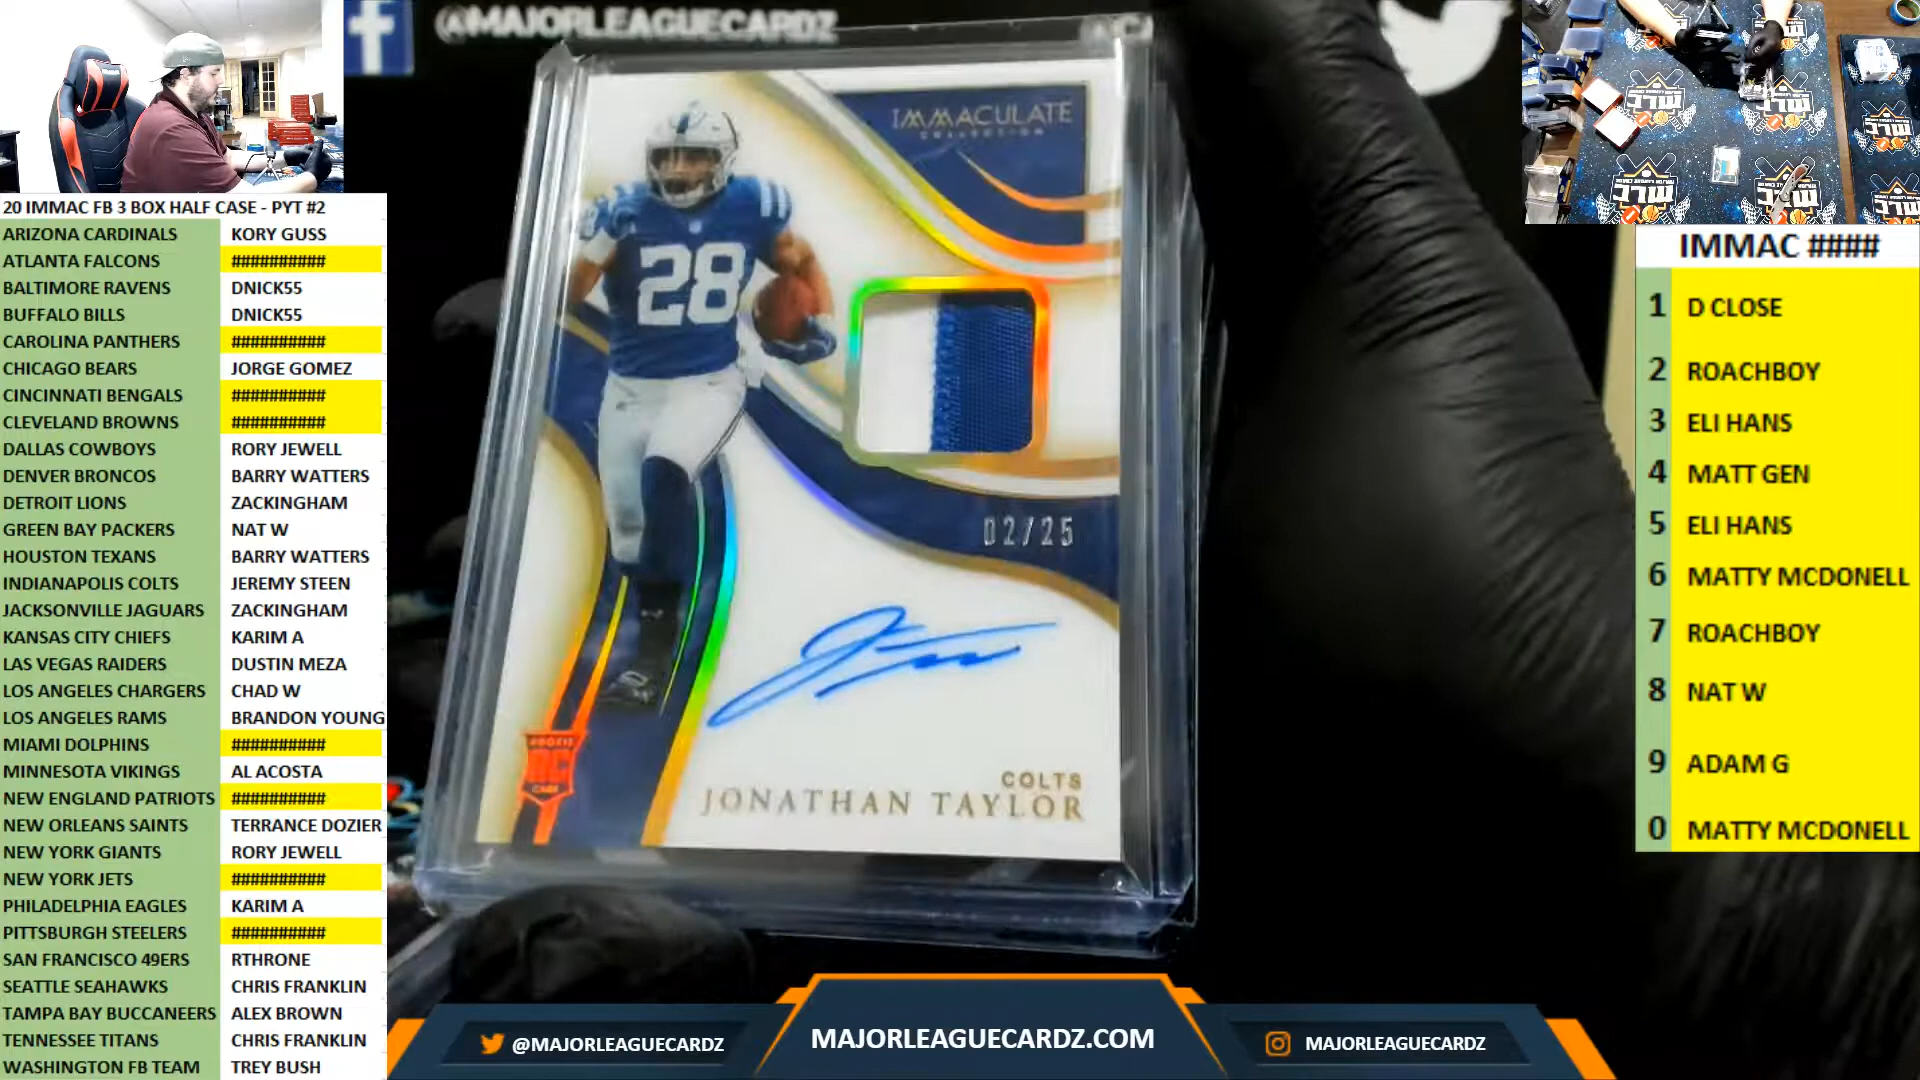 @MAJORLEAGUECARDZ
20 IMMAC FB 3 BOX HALF CASE - PYT #2
ARIZONA CARDINALS KORY GUSS
ATLANTA FALCONS ##########
BALTIMORE RAVENS DNICK55
BUFFALO BILLS DNICK55
CAROLINA PANTHERS ##########
CHICAGO BEARS JORGE GOMEZ
CINCINNATI BENGALS ##########
CLEVELAND BROWNS ##########
DALLAS COWBOYS RORY JEWELL
DENVER BRONCOS BARRY WATTERS
DETROIT LIONS ZACKINGHAM
GREEN BAY PACKERS NAT W
HOUSTON TEXANS BARRY WATTERS
INDIANAPOLIS COLTS JEREMY STEEN
JACKSONVILLE JAGUARS ZACKINGHAM
KANSAS CITY CHIEFS KARIM A
LAS VEGAS RAIDERS DUSTIN MEZA
LOS ANGELES CHARGERS CHAD W
LOS ANGELES RAMS BRANDON YOUNG
MIAMI DOLPHINS ##########
MINNESOTA VIKINGS AL ACOSTA
NEW ENGLAND PATRIOTS ##########
NEW ORLEANS SAINTS TERRANCE DOZIER
NEW YORK GIANTS RORY JEWELL
NEW YORK JETS ##########
PHILADELPHIA EAGLES KARIM A
PITTSBURGH STEELERS ##########
SAN FRANCISCO 49ERS RTHRONE
SEATTLE SEAHAWKS CHRIS FRANKLIN
TAMPA BAY BUCCANEERS ALEX BROWN
TENNESSEE TITANS CHRIS FRANKLIN
WASHINGTON FB TEAM TREY BUSH
IMMACULATE
COLLECTION
28
02/25
COLTS
JONATHAN TAYLOR
IMMAC ####
1 D CLOSE
2 ROACHBOY
3 ELI HANS
4 MATT GEN
5 ELI HANS
6 MATTY MCDONELL
7 ROACHBOY
8 NAT W
9 ADAM G
0 MATTY MCDONELL
@MAJORLEAGUECARDZ
MAJORLEAGUECARDZ.COM
MAJORLEAGUECARDZ